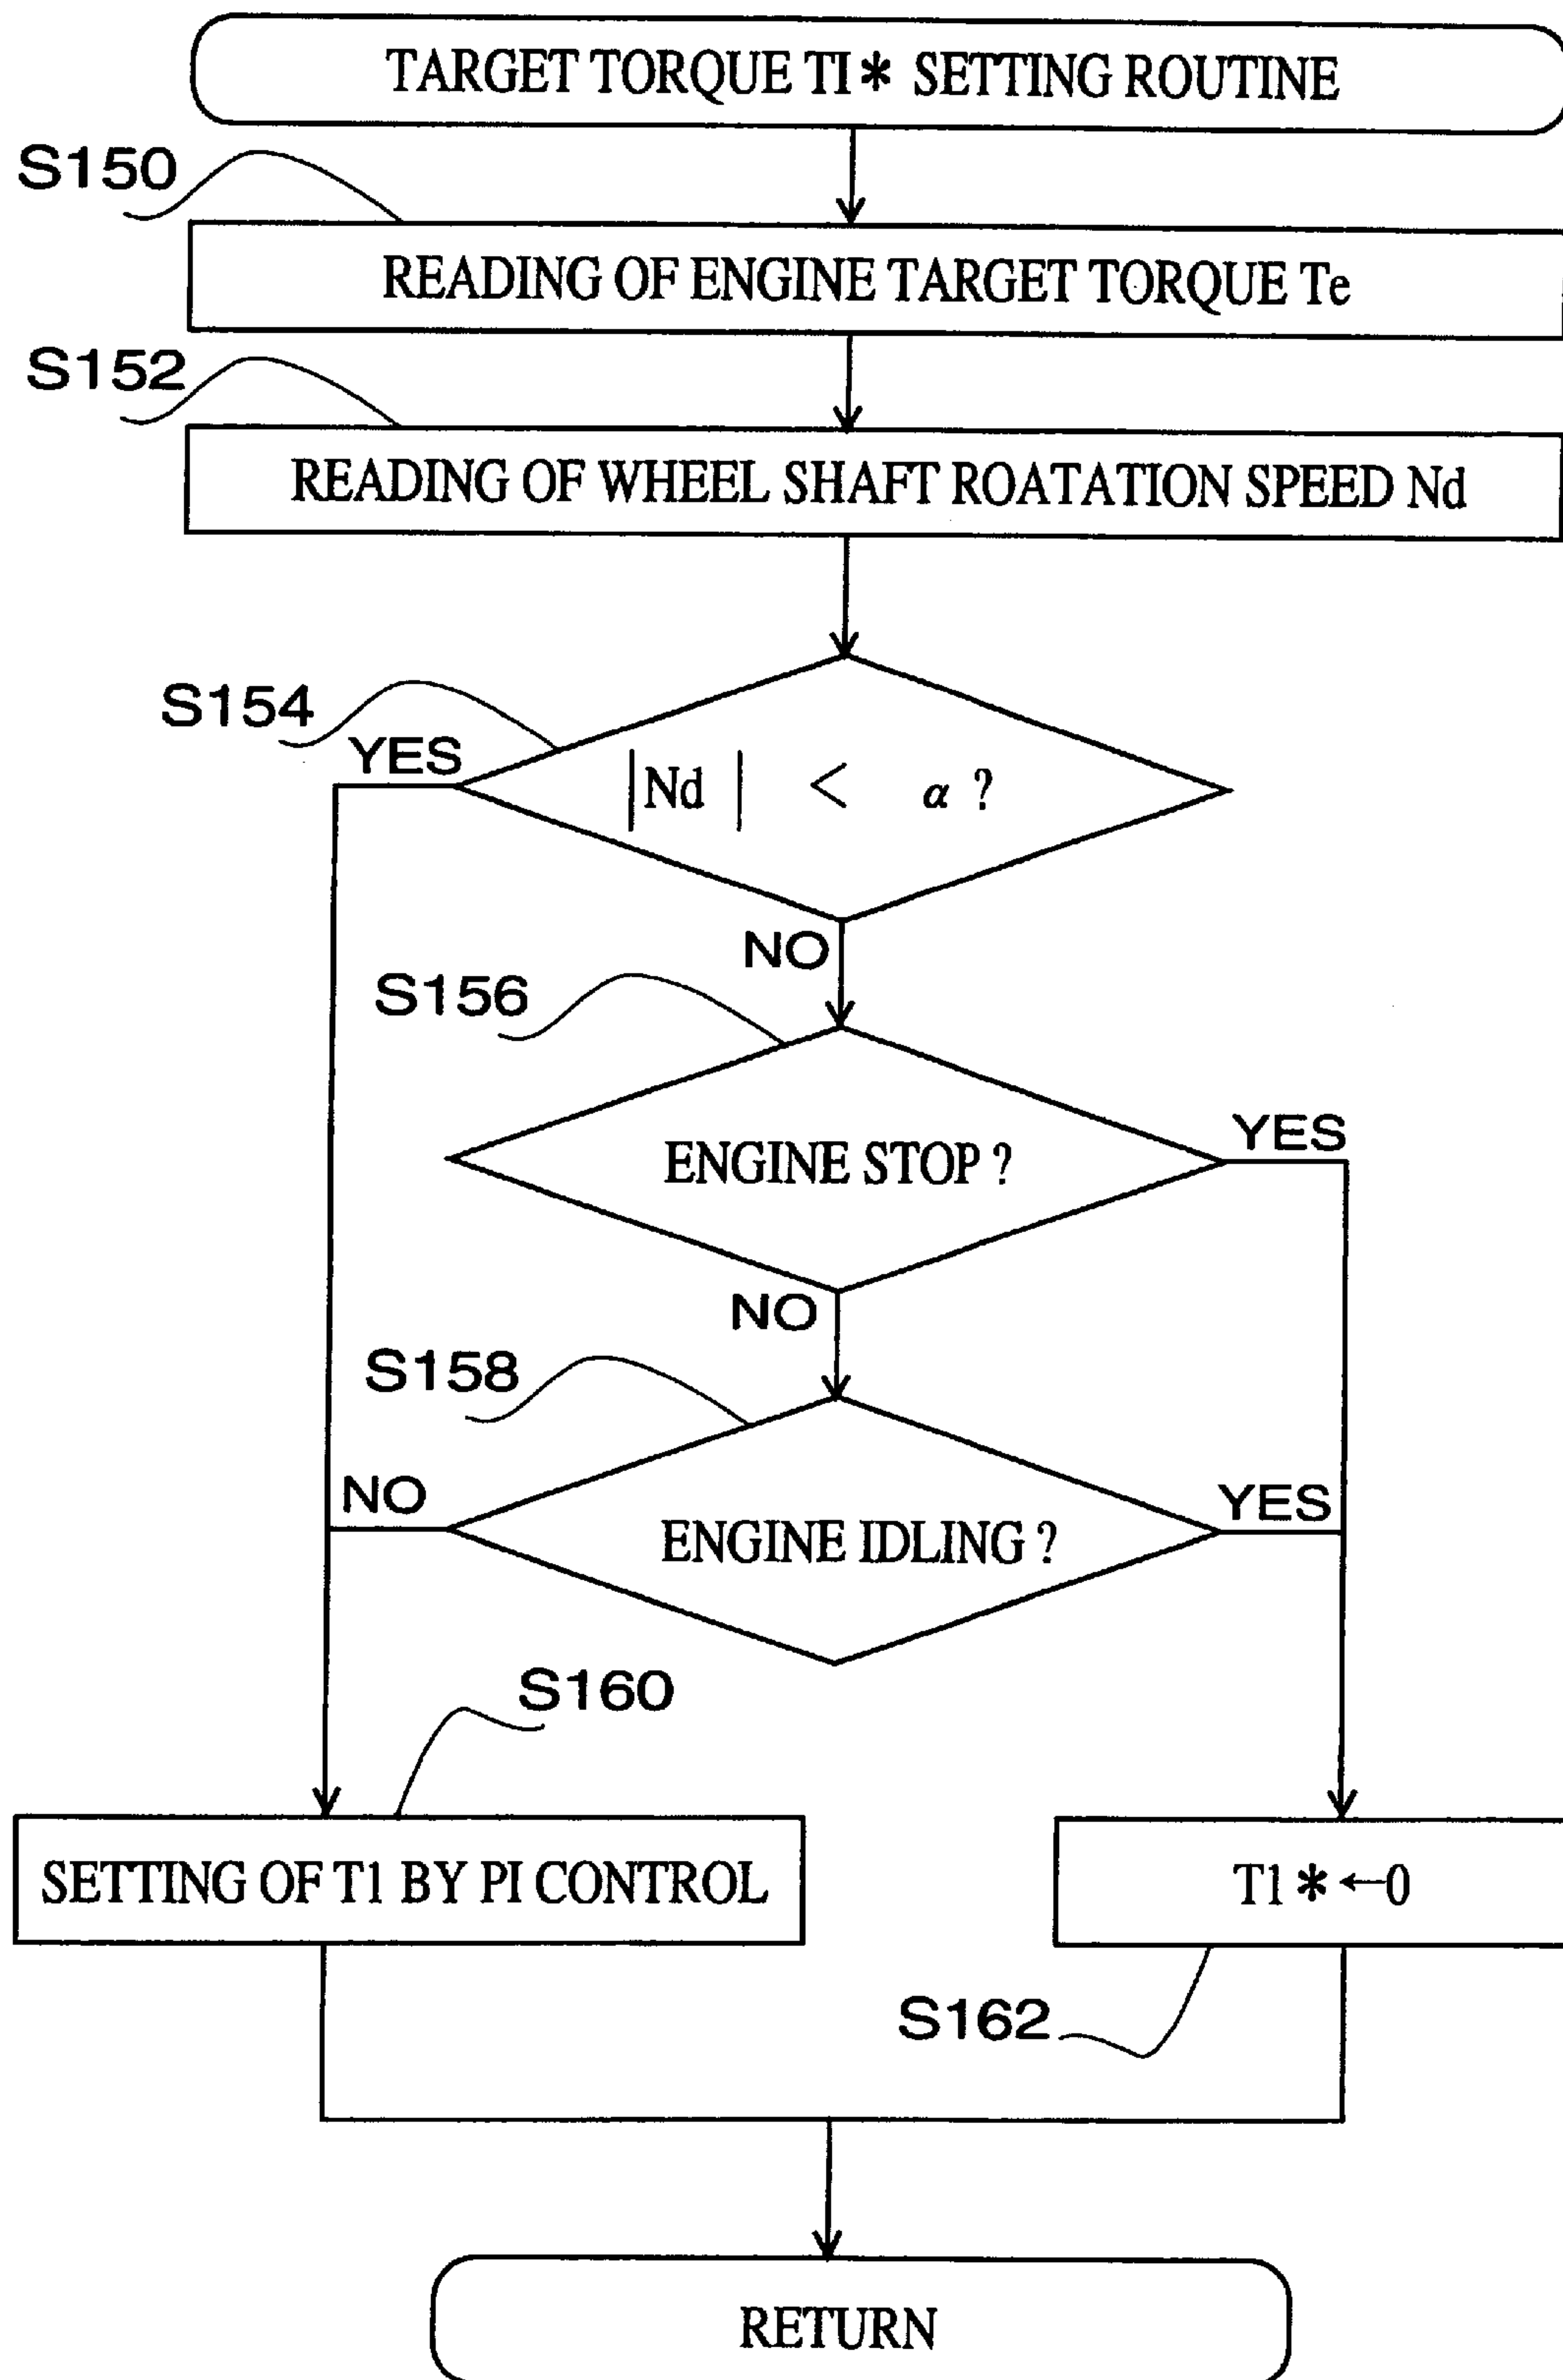 TARGET TORQUE TI* SETTING ROUTINE
S150
READING OF ENGINE TARGET TORQUE Te
S152
READING OF WHEEL SHAFT ROATATION SPEED Nd
S154
YES
|Nd| < α ?
NO
S156
ENGINE STOP ?
YES
NO
S158
NO
ENGINE IDLING ?
YES
S160
SETTING OF T1 BY PI CONTROL
T1*←0
S162
RETURN